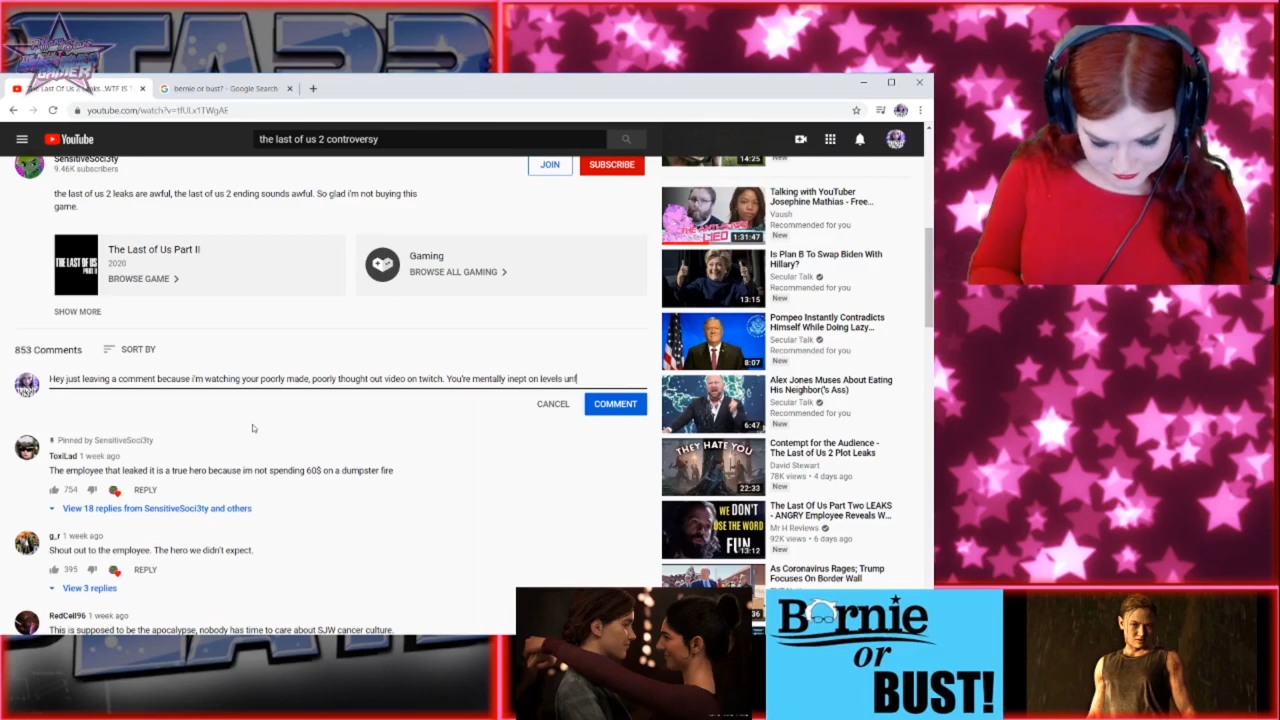 The Last Of Us 2 Leaks...WTF IS T
bernie or bust? - Google Search
youtube.com/watch?v=tfULx1TWgAE
YouTube
the last of us 2 controversy
SensitiveSoci3ty
9.46K subscribers
JOIN
SUBSCRIBE
the last of us 2 leaks are awful, the last of us 2 ending sounds awful. So glad i'm not buying this
game.
THE LAST OF US
PART II
The Last of Us Part II
2020
BROWSE GAME
Gaming
BROWSE ALL GAMING
SHOW MORE
853 Comments
SORT BY
Hey just leaving a comment because i'm watching your poorly made, poorly thought out video on twitch. You're mentally inept on levels unf
CANCEL
COMMENT
Pinned by SensitiveSoci3ty
ToxiLad 1 week ago
The employee that leaked it is a true hero because im not spending 60$ on a dumpster fire
754
REPLY
View 18 replies from SensitiveSoci3ty and others
g_r 1 week ago
Shout out to the employee. The hero we didn't expect.
395
REPLY
View 3 replies
RedCell96 1 week ago
This is supposed to be the apocalypse, nobody has time to care about SJW cancer culture.
14:25
New
1:31:47
Talking with YouTuber
Josephine Mathias - Free...
Vaush
Recommended for you
New
13:15
Is Plan B To Swap Biden With
Hillary?
Secular Talk
Recommended for you
New
8:07
Pompeo Instantly Contradicts
Himself While Doing Lazy...
Secular Talk
Recommended for you
New
6:47
Alex Jones Muses About Eating
His Neighbor('s Ass)
Secular Talk
Recommended for you
New
THEY HATE YOU
22:33
Contempt for the Audience -
The Last of Us 2 Plot Leaks
David Stewart
78K views • 4 days ago
New
WE DON'T
USE THE WORD
FUN
13:12
The Last Of Us Part Two LEAKS
- ANGRY Employee Reveals W...
Mr H Reviews
92K views • 6 days ago
New
As Coronavirus Rages; Trump
Focuses On Border Wall
Bernie
or
BUST!